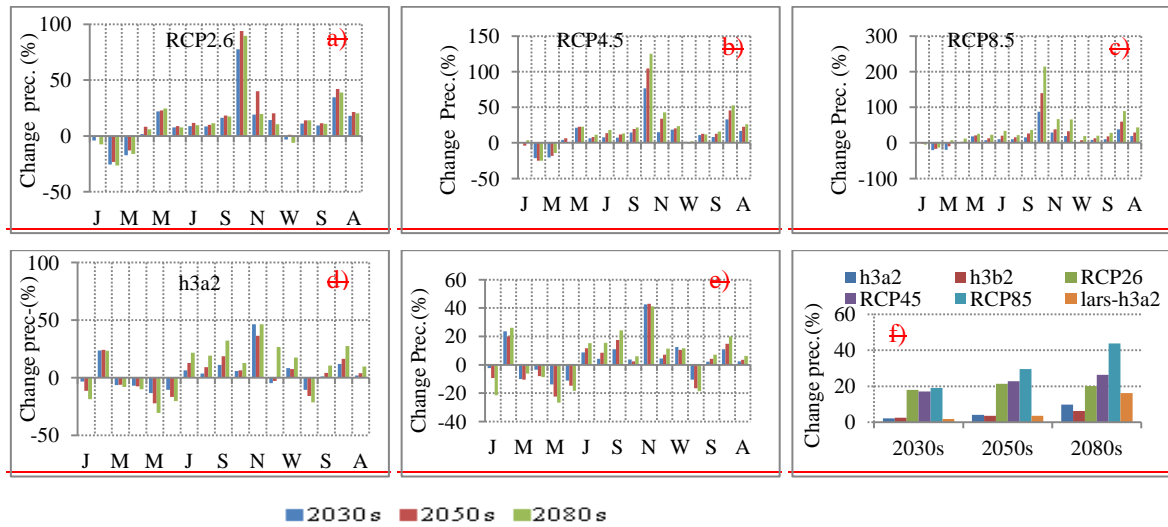 Change prec. (%)
RCP2.6
a)
100
50
0
-50
J M M J S N W S A
Change Prec.(%)
RCP4.5
b)
150
100
50
0
-50
J M M J S N W S A
Change prec. (%)
RCP8.5
c)
300
200
100
0
-100
J M M J S N W S A
Change prec-(%)
h3a2
d)
100
50
0
-50
J M M J S N W S A
Change Prec.(%)
e)
60
40
20
0
-20
-40
J M M J S N W S A
h3a2 h3b2 RCP26
RCP45 RCP85 lars-h3a2
Change prec.(%)
f)
60
40
20
0
2030s 2050s 2080s
2030s 2050s 2080s